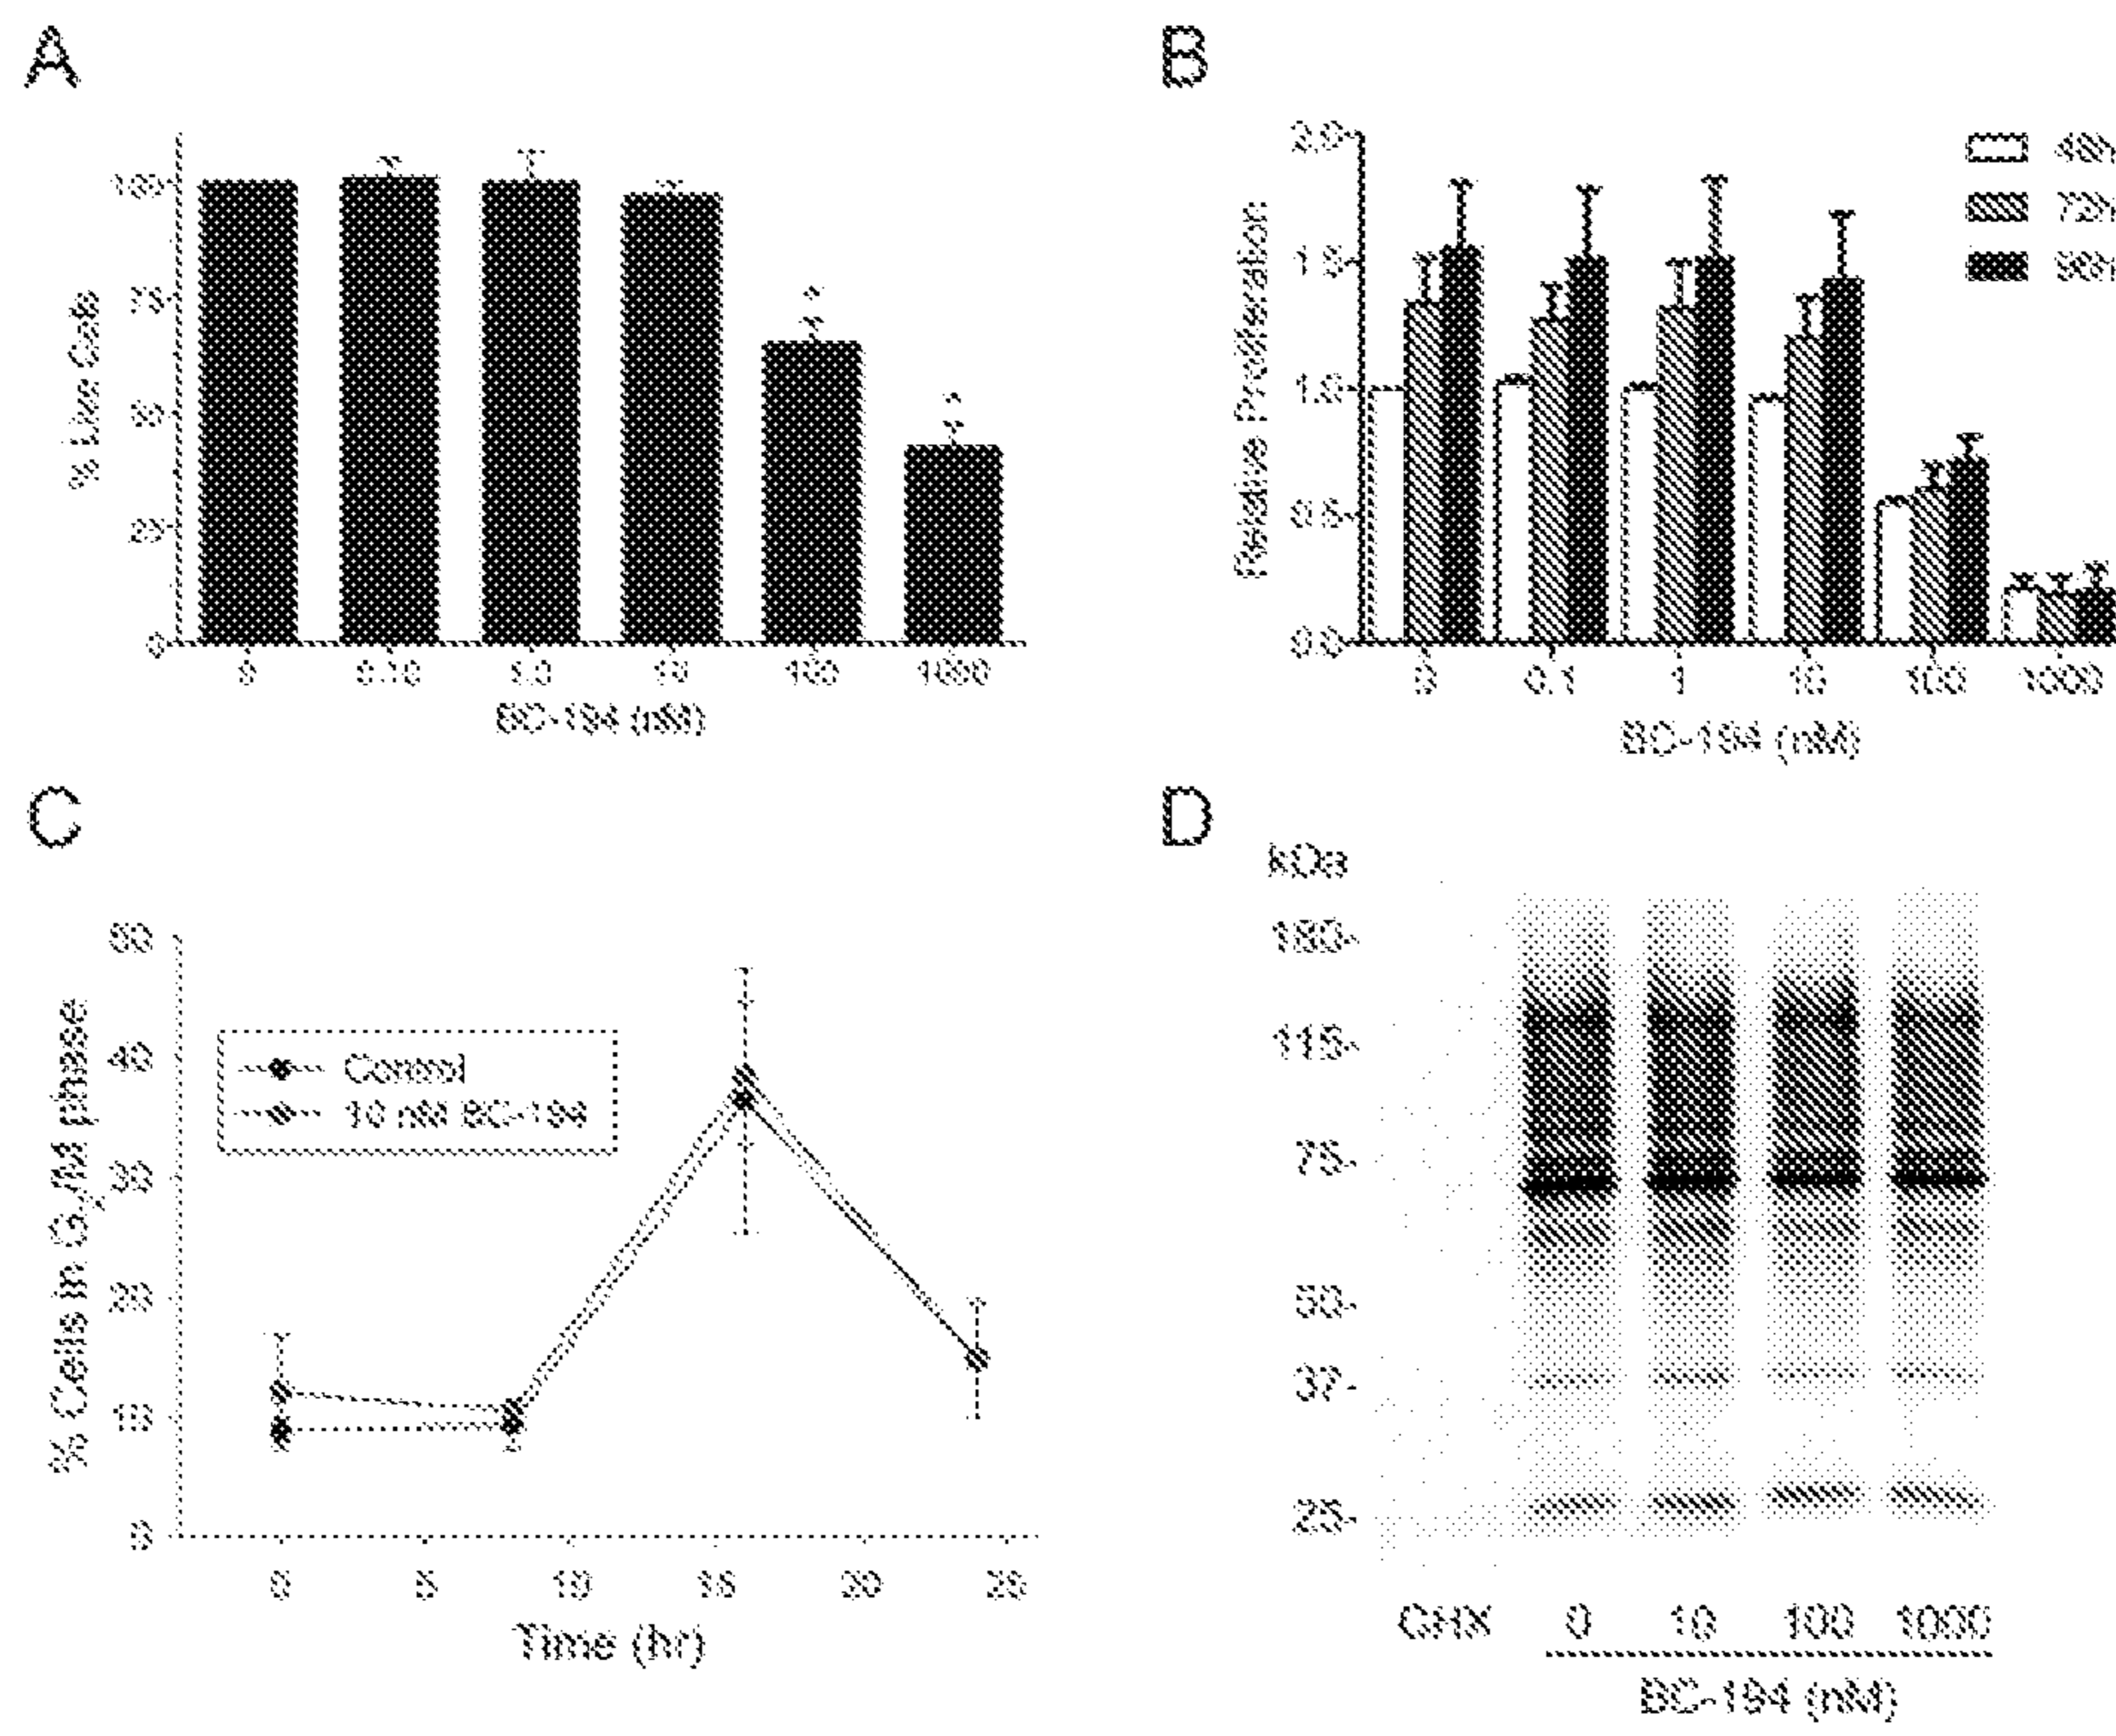 A
% Live Cells
100
75
50
25
0
0 0.10 1.0 10 100 1000
BC-194 (nM)
B
Relative Proliferation
2.0
1.5
1.0
0.5
0.0
48h
72h
96h
0 0.1 1 10 100 1000
BC-194 (nM)
C
% Cells in G2/M phase
50
40
30
20
10
0
Control
10 nM BC-194
0 5 10 15 20 25
Time (hr)
D
kDa
180-
115-
75-
50-
37-
25-
CHX 0 10 100 1000
BC-194 (nM)